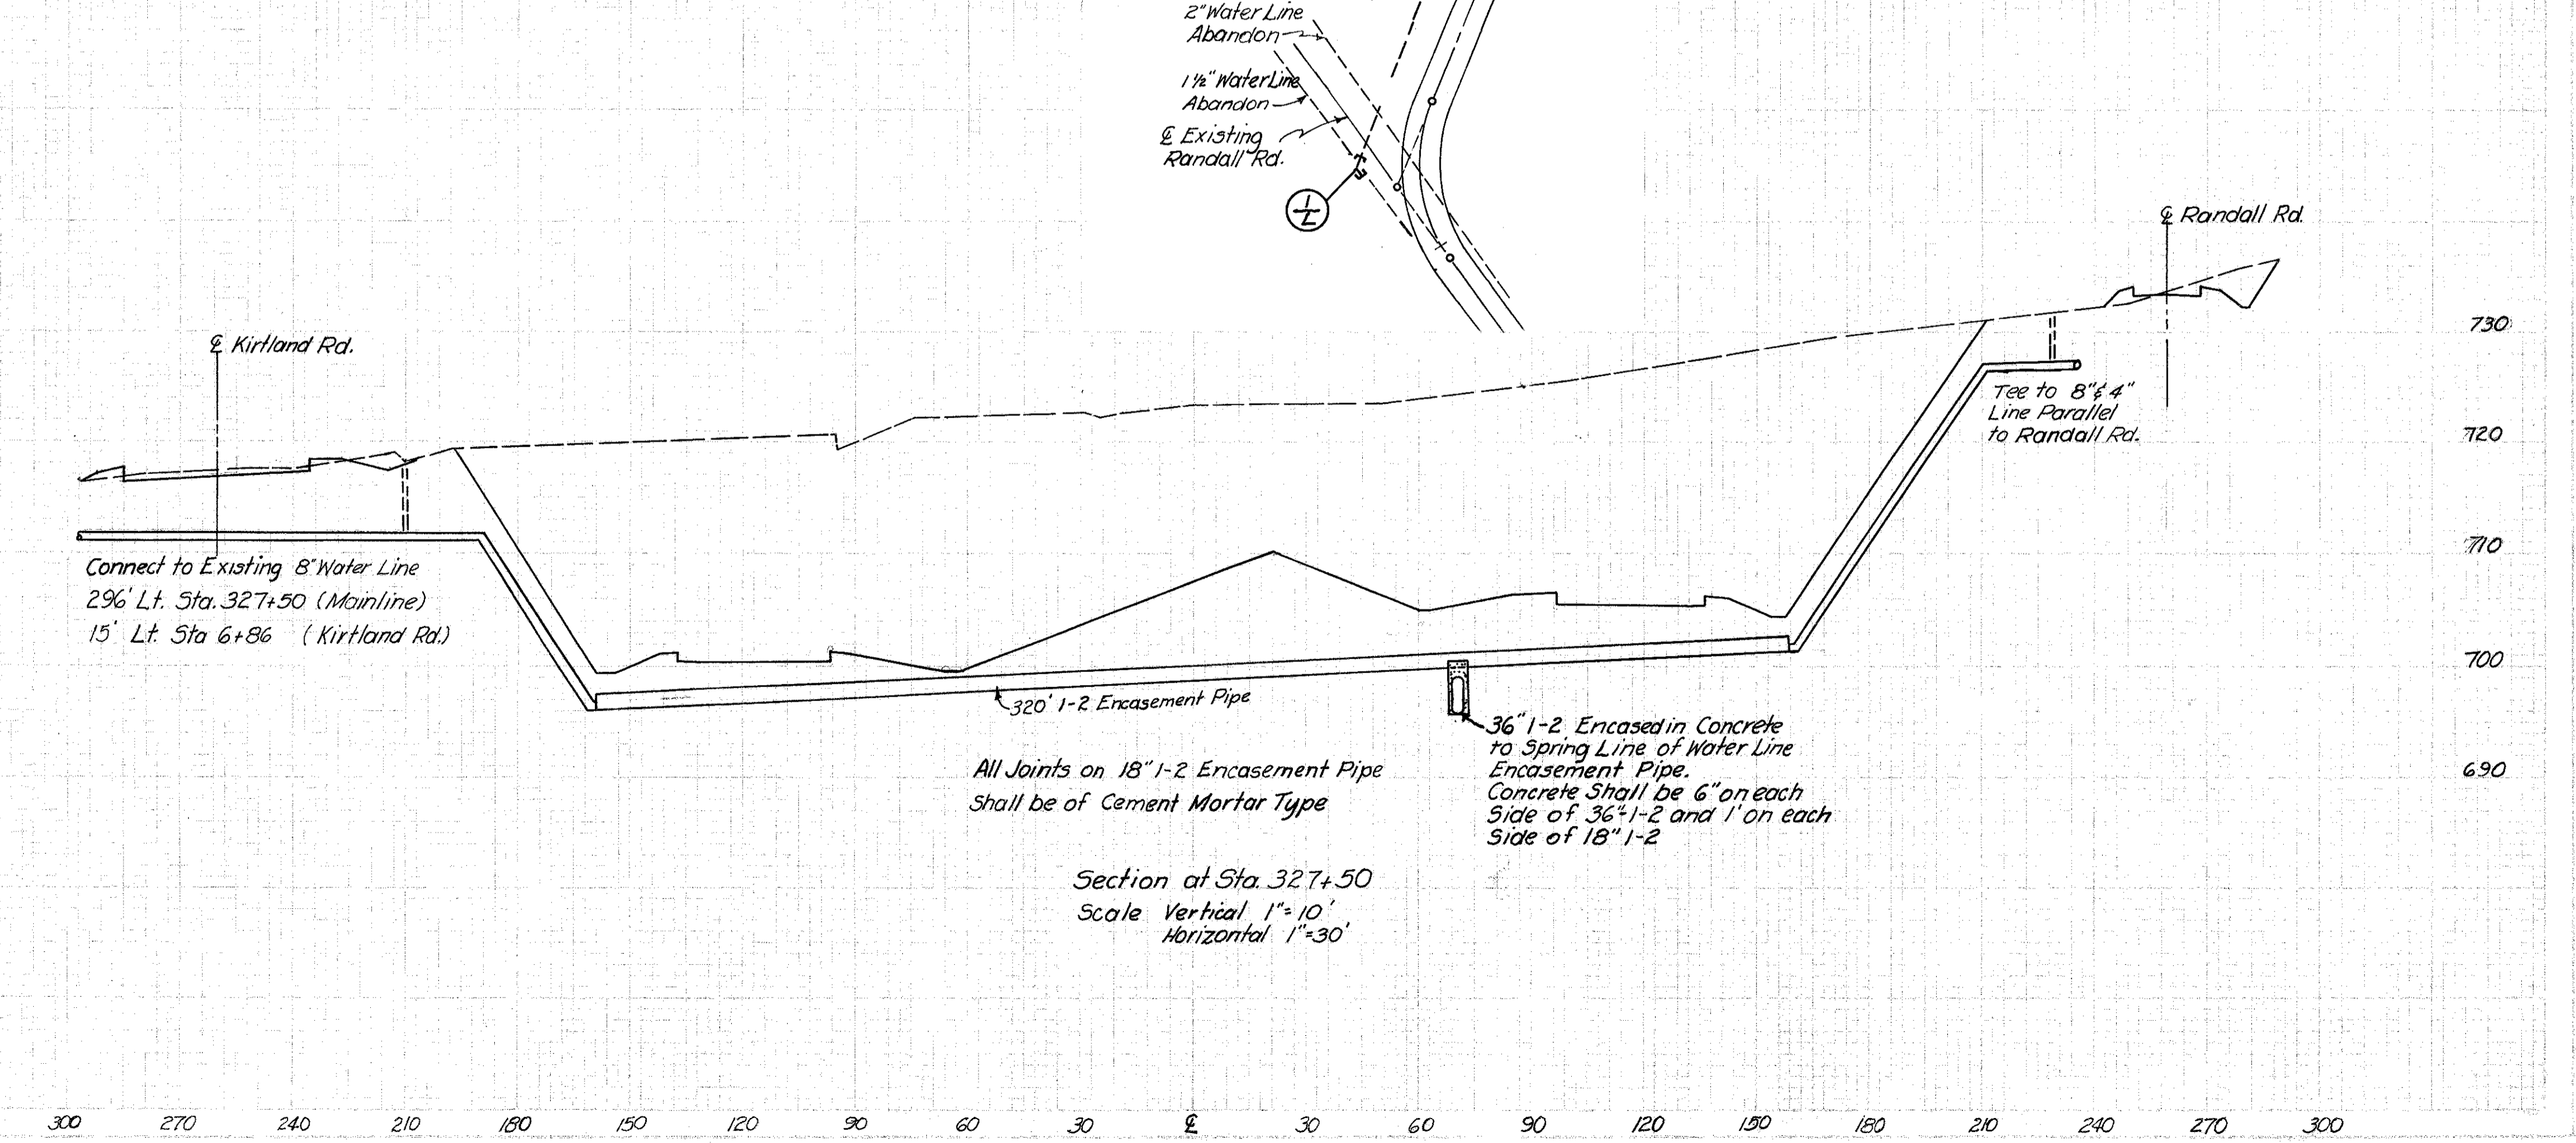 2" Water Line
Abandon
1½" Water Line
Abandon
℄ Existing
Randall Rd.
1
L
℄ Randall Rd.
℄ Kirtland Rd.
730
Tee to 8"& 4"
Line Parallel
to Randall Rd.
720
710
Connect to Existing 8" Water Line
296' Lt. Sta. 327+50 (Mainline)
15' Lt. Sta 6+86 (Kirtland Rd.)
700
320' 1-2 Encasement Pipe
36" 1-2 Encased in Concrete
to Spring Line of Water Line
Encasement Pipe.
Concrete Shall be 6" on each
Side of 36"-1-2 and 1' on each
Side of 18" 1-2
690
All Joints on 18" 1-2 Encasement Pipe
Shall be of Cement Mortar Type
Section at Sta. 327+50
Scale Vertical 1"=10'
Horizontal 1"=30'
300 270 240 210 180 150 120 90 60 30 ℄ 30 60 90 120 150 180 210 240 270 300